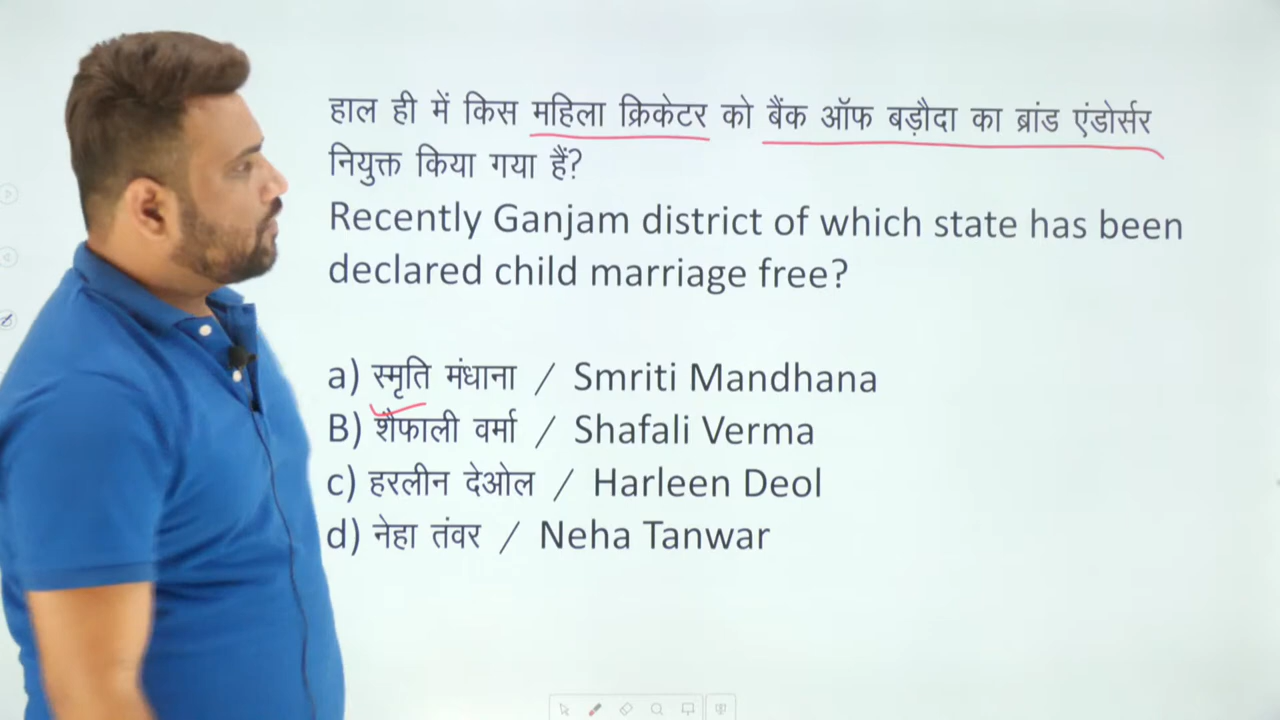 हाल ही में किस महिला क्रिकेटर को बैंक ऑफ बड़ौदा का ब्रांड एंडोर्सर
नियुक्त किया गया हैं?
Recently Ganjam district of which state has been
declared child marriage free?
a) स्मृति मंधाना / Smriti Mandhana
B) शैफाली वर्मा / Shafali Verma
c) हरलीन देओल / Harleen Deol
d) नेहा तंवर / Neha Tanwar